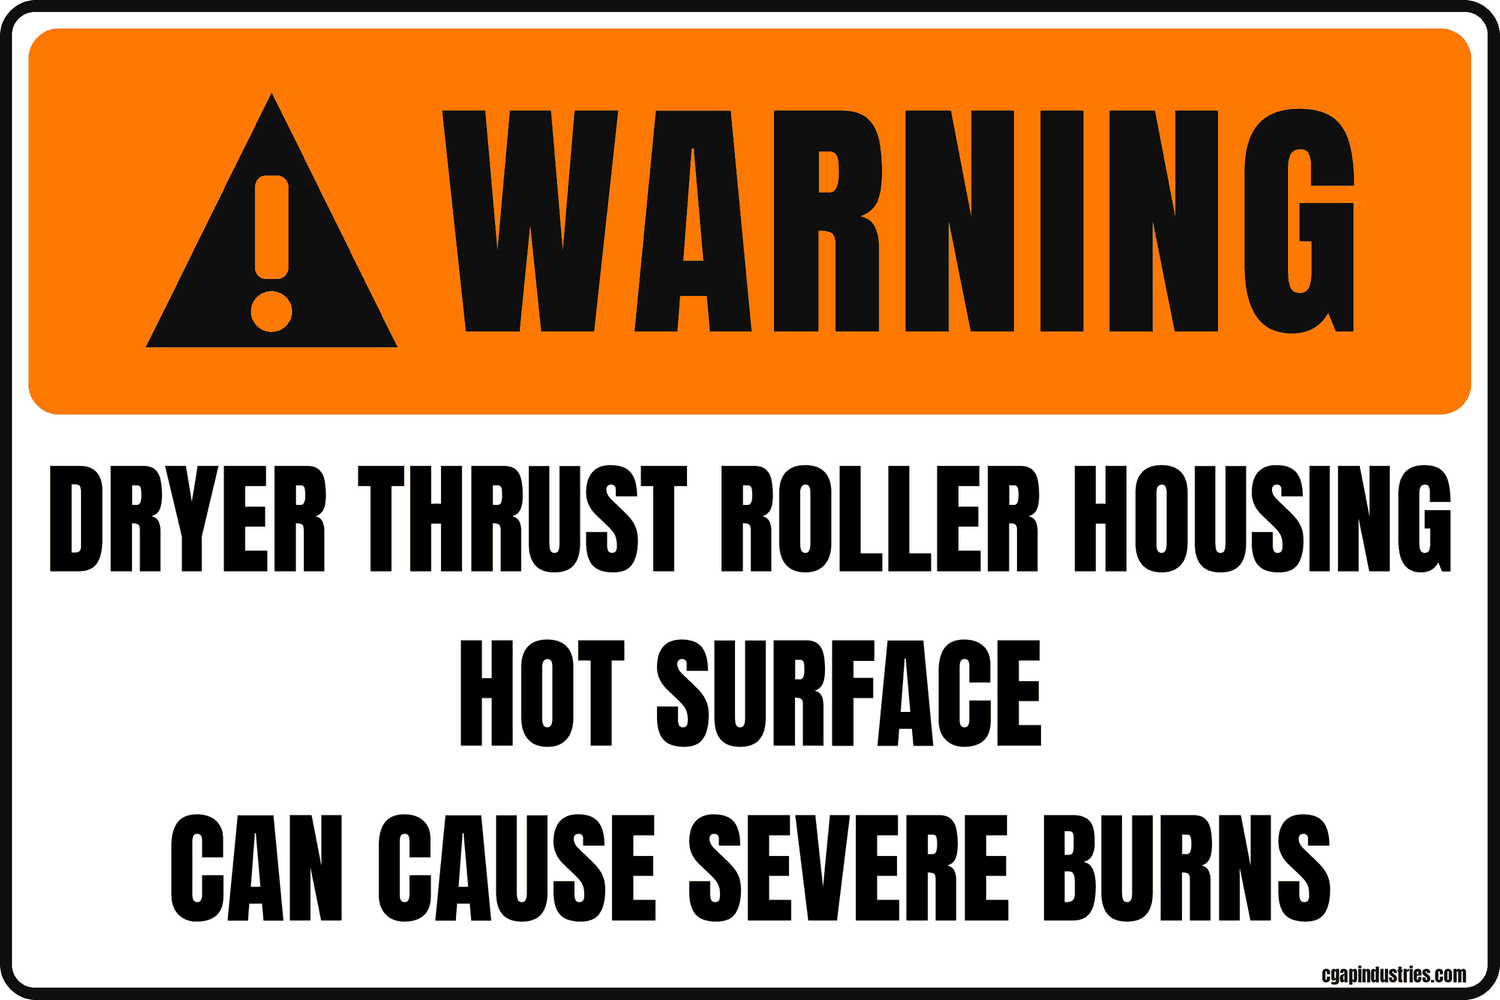 WARNING
DRYER THRUST ROLLER HOUSING
HOT SURFACE
CAN CAUSE SEVERE BURNS
cgapindustries.com